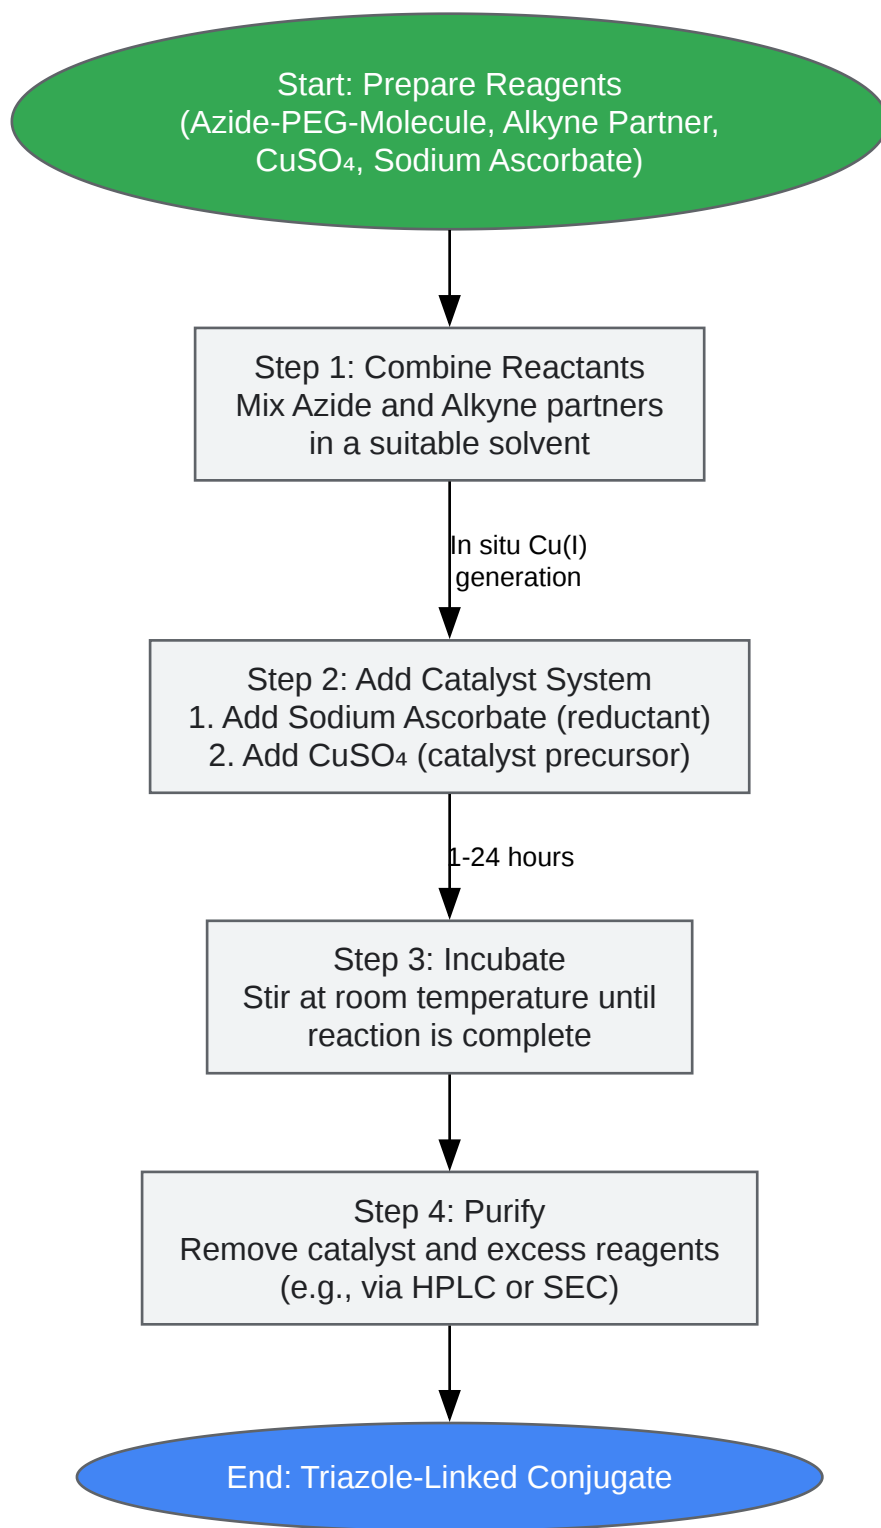 Start: Prepare Reagents
(Azide-PEG-Molecule, Alkyne Partner,
CuSO₄, Sodium Ascorbate)
Step 1: Combine Reactants
Mix Azide and Alkyne partners
in a suitable solvent
In situ Cu(I)
generation
Step 2: Add Catalyst System
1. Add Sodium Ascorbate (reductant)
2. Add CuSO₄ (catalyst precursor)
1-24 hours
Step 3: Incubate
Stir at room temperature until
reaction is complete
Step 4: Purify
Remove catalyst and excess reagents
(e.g., via HPLC or SEC)
End: Triazole-Linked Conjugate